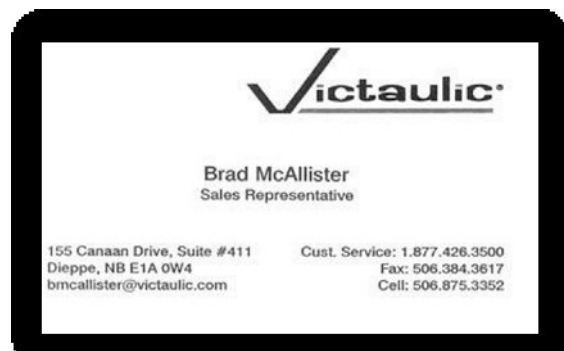 Victaulic®
Brad McAllister
Sales Representative
155 Canaan Drive, Suite #411
Dieppe, NB E1A 0W4
bmcallister@victaulic.com
Cust. Service: 1.877.426.3500
Fax: 506.384.3617
Cell: 506.875.3352